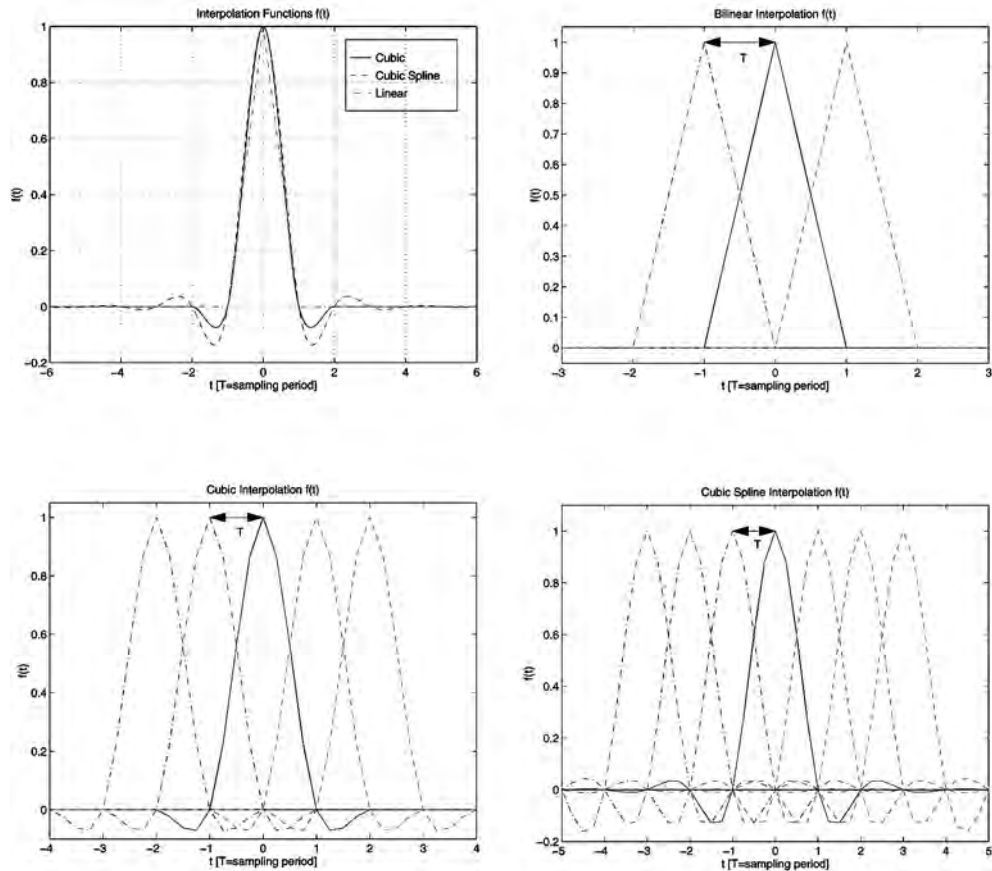 Interpolation Functions f(t)
1
0.8
0.6
0.4
0.2
0
−0.2
f(t)
Cubic
Cubic Spline
Linear
−6 −4 −2 0 2 4 6
t [T=sampling period]
Bilinear Interpolation f(t)
1
0.9
0.8
0.7
0.6
0.5
0.4
0.3
0.2
0.1
0
f(t)
T
−3 −2 −1 0 1 2 3
t [T=sampling period]
Cubic Interpolation f(t)
1
0.8
0.6
0.4
0.2
0
f(t)
T
−4 −3 −2 −1 0 1 2 3 4
t [T=sampling period]
Cubic Spline Interpolation f(t)
1
0.8
0.6
0.4
0.2
0
−0.2
f(t)
T
−5 −4 −3 −2 −1 0 1 2 3 4 5
t [T=sampling period]